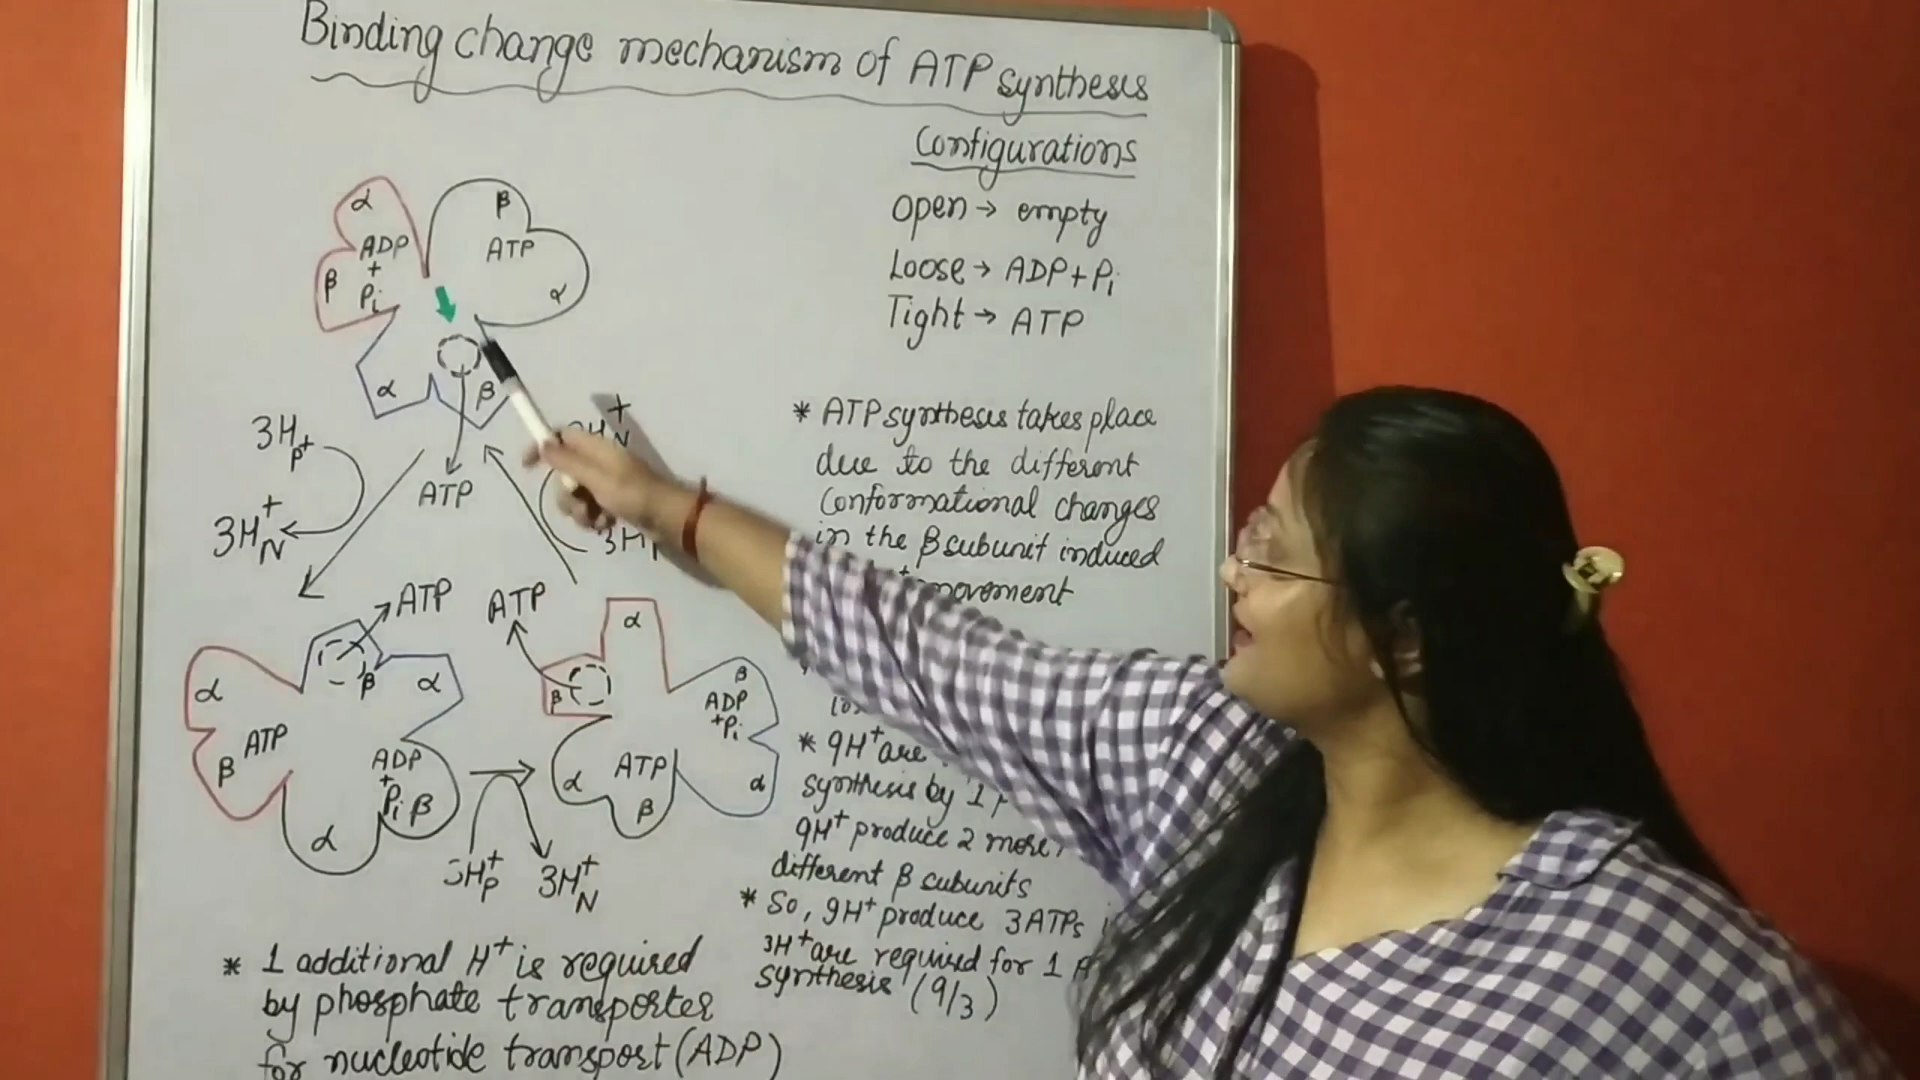 Binding change mechanism of ATP synthesis
Configurations
Open → empty
Loose → ADP + Pi
Tight → ATP
α
ADP
+
Pi
β
β
ATP
α
α
β
ATP
3H+P
3H+N
3H
* ATP synthesis takes place
due to the different
conformational changes
in the β subunit induced
movement
ATP
α
ATP
β
β
α
ADP
+
Pi β
α
ATP
α
β
β
ADP
+Pi
α
α
ATP
β
3H+P
3H+N
*
* 9H+ are
synthesis by 1
9H+ produce 2 more
different β subunits
* So, 9H+ produce 3 ATPs
3H+ are required for 1
synthesis (9/3)
* 1 additional H+ is required
by phosphate transporter
for nucleotide transport (ADP)